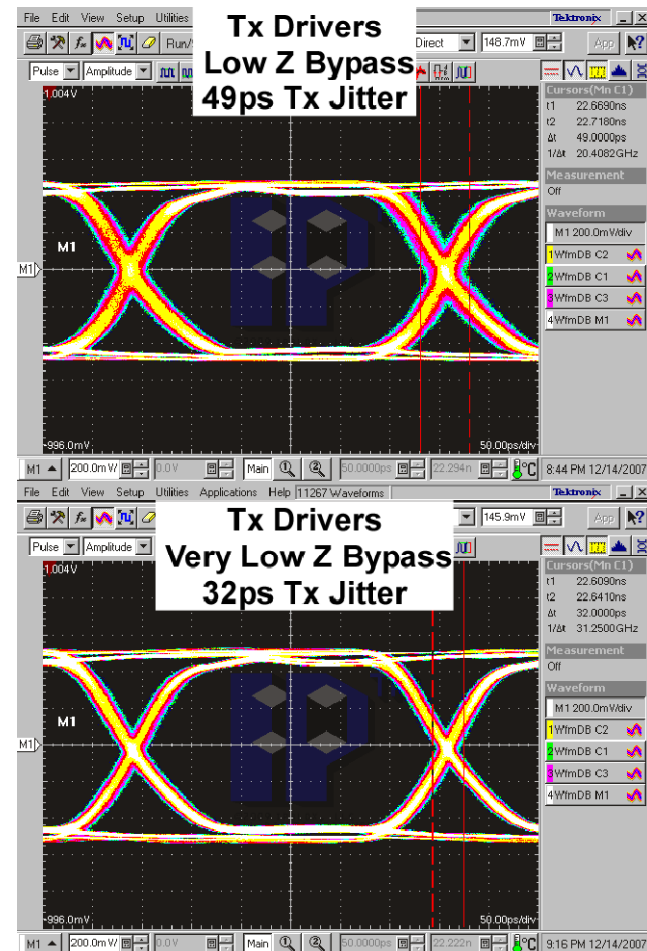 File Edit View Setup Utilities
Tektronix
Tx Drivers
Low Z Bypass
49ps Tx Jitter
Run/
Direct
148.7mV
App
Pulse
Amplitude
1.004V
Cursors(Mn C1)
t1 22.6690ns
t2 22.7180ns
Δt 49.0000ps
1/Δt 20.4082GHz
Measurement
Off
Waveform
M1 200.0mV/div
1 WfmDB C2
2 WfmDB C1
3 WfmDB C3
4 WfmDB M1
M1
M1
-996.0mV
50.00ps/div
M1 200.0m V/ 0.0 V Main 50.0000ps 22.294n °C 8:44 PM 12/14/2007
File Edit View Setup Utilities Applications Help 11267 Waveforms
Tektronix
Tx Drivers
Very Low Z Bypass
32ps Tx Jitter
145.9mV
App
Pulse
Amplitude
1.004V
Cursors(Mn C1)
t1 22.6090ns
t2 22.6410ns
Δt 32.0000ps
1/Δt 31.2500GHz
Measurement
Off
Waveform
M1 200.0mV/div
1 WfmDB C2
2 WfmDB C1
3 WfmDB C3
4 WfmDB M1
M1
M1
-996.0mV
50.00ps/div
M1 200.0m V/ 0.0 V Main 50.0000ps 22.222n °C 9:16 PM 12/14/2007